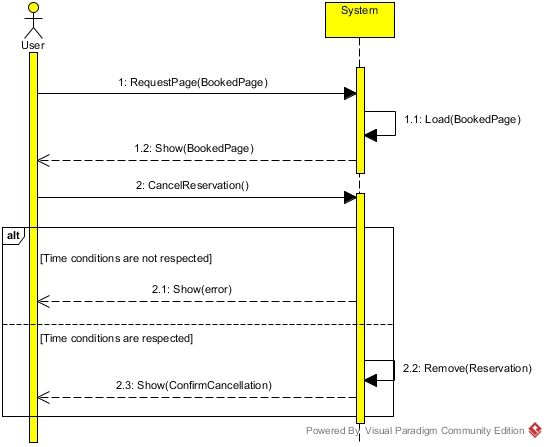 System
User
1: RequestPage(BookedPage)
1.1: Load(BookedPage)
1.2: Show(BookedPage)
2: CancelReservation()
alt
[Time conditions are not respected]
2.1: Show(error)
[Time conditions are respected]
2.2: Remove(Reservation)
2.3: Show(ConfirmCancellation)
Powered By Visual Paradigm Community Edition